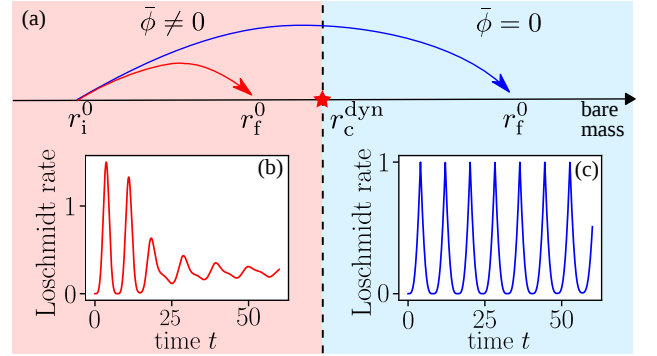 (a)
ϕ̄ ≠ 0
ϕ̄ = 0
r_i^0
r_f^0
r_c^dyn
r_f^0
bare
mass
(b)
Loschmidt rate
1
0
0
25
50
time t
(c)
Loschmidt rate
1
0
0
25
50
time t